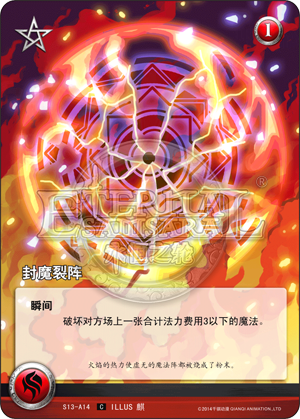 1
ETERNAL
SAMSARA
®
封魔裂阵
瞬间
破坏对方场上一张合计法力费用3以下的魔法。
火焰的热力使虚无的魔法阵都被烧成了粉末。
S13-A14 C ILLUS 麒
©2014千骐动漫 QIANQI ANIMATION.,LTD